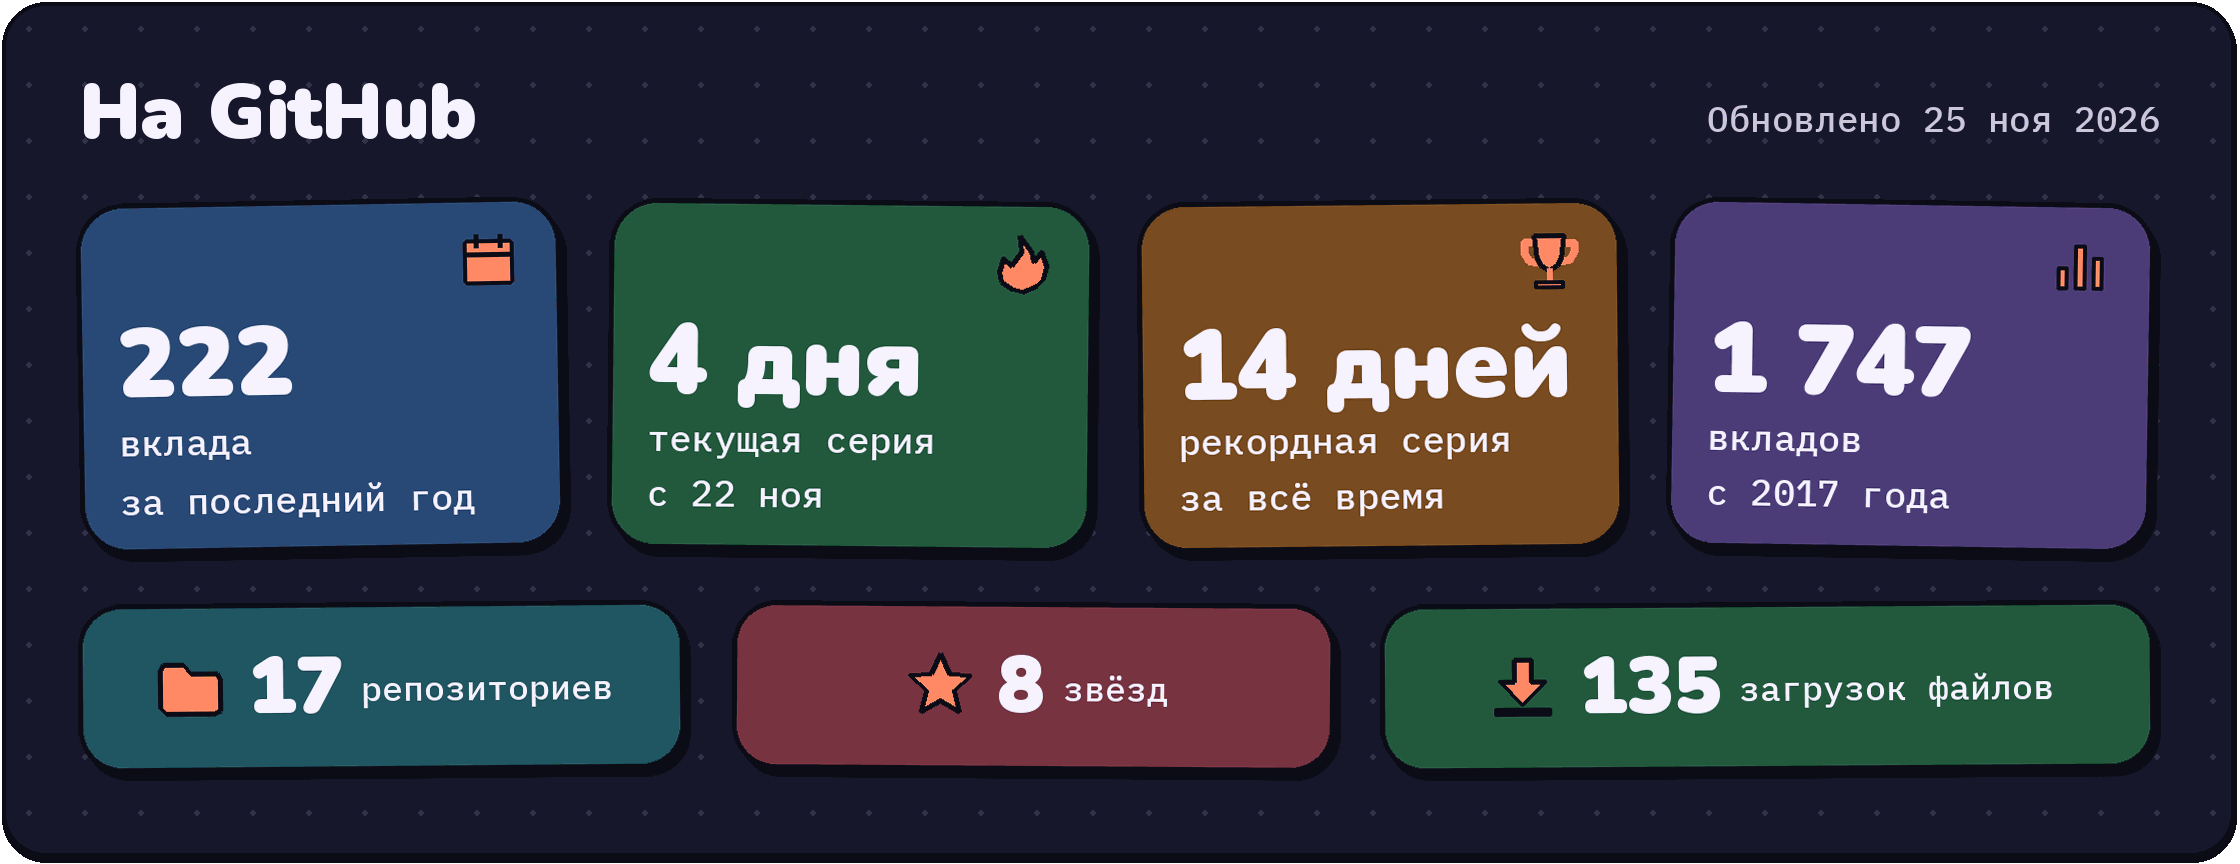 На GitHub
Обновлено 25 ноя 2026
222
вклада
за последний год
4 дня
текущая серия
с 22 ноя
14 дней
рекордная серия
за всё время
1 747
вкладов
с 2017 года
17 репозиториев
8 звёзд
135 загрузок файлов